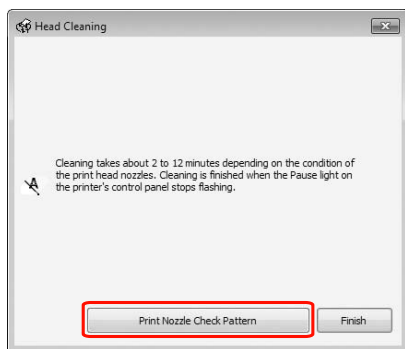 Head Cleaning
Cleaning takes about 2 to 12 minutes depending on the condition of
the print head nozzles. Cleaning is finished when the Pause light on
the printer's control panel stops flashing.
Print Nozzle Check Pattern
Finish